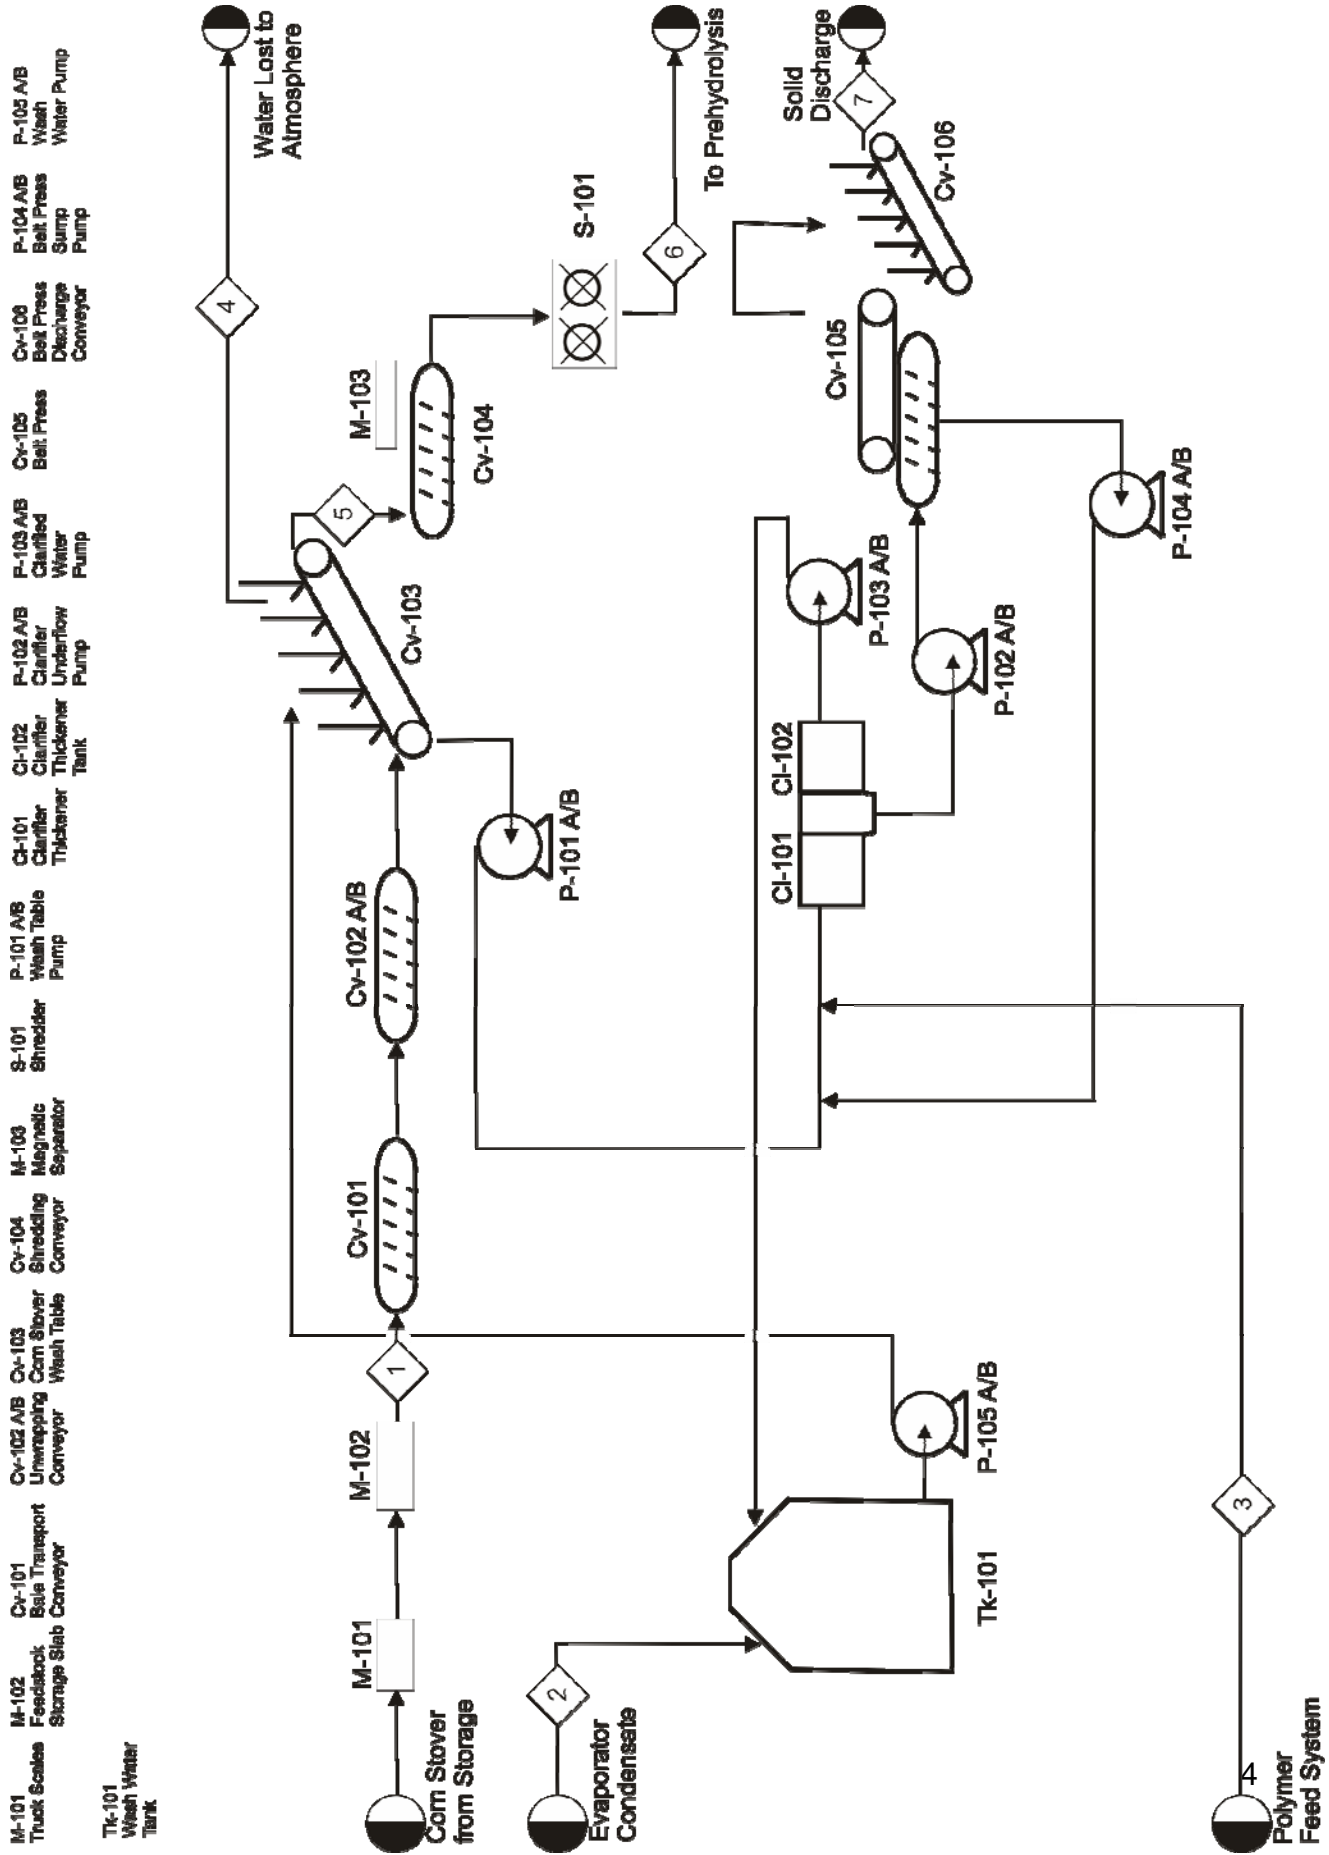 M-101
Truck Scales
M-102
Feedstock
Storage Slab
Cv-101
Bale Transport
Conveyor
Cv-102 A/B
Unwrapping
Conveyor
Cv-103
Corn Stover
Wash Table
Cv-104
Shredding
Conveyor
M-103
Magnetic
Separator
S-101
Shredder
P-101 A/B
Wash Table
Pump
Cl-101
Clarifier
Thickener
Cl-102
Clarifier
Thickener
Tank
P-102 A/B
Clarifier
Underflow
Pump
P-103 A/B
Clarified
Water
Pump
Cv-105
Belt Press
Cv-106
Belt Press
Discharge
Conveyor
P-104 A/B
Belt Press
Sump
Pump
P-105 A/B
Wash
Water Pump
Tk-101
Wash Water
Tank
Water Lost to
Atmosphere
4
Corn Stover
from Storage
M-101
M-102
1
Cv-101
Cv-102 A/B
Cv-103
5
M-103
Cv-104
S-101
6
To Prehydrolysis
P-101 A/B
Evaporator
Condensate
2
Tk-101
P-105 A/B
Cl-101
Cl-102
P-103 A/B
P-102 A/B
Cv-105
Cv-106
7
Solid
Discharge
P-104 A/B
3
Polymer
Feed System
4